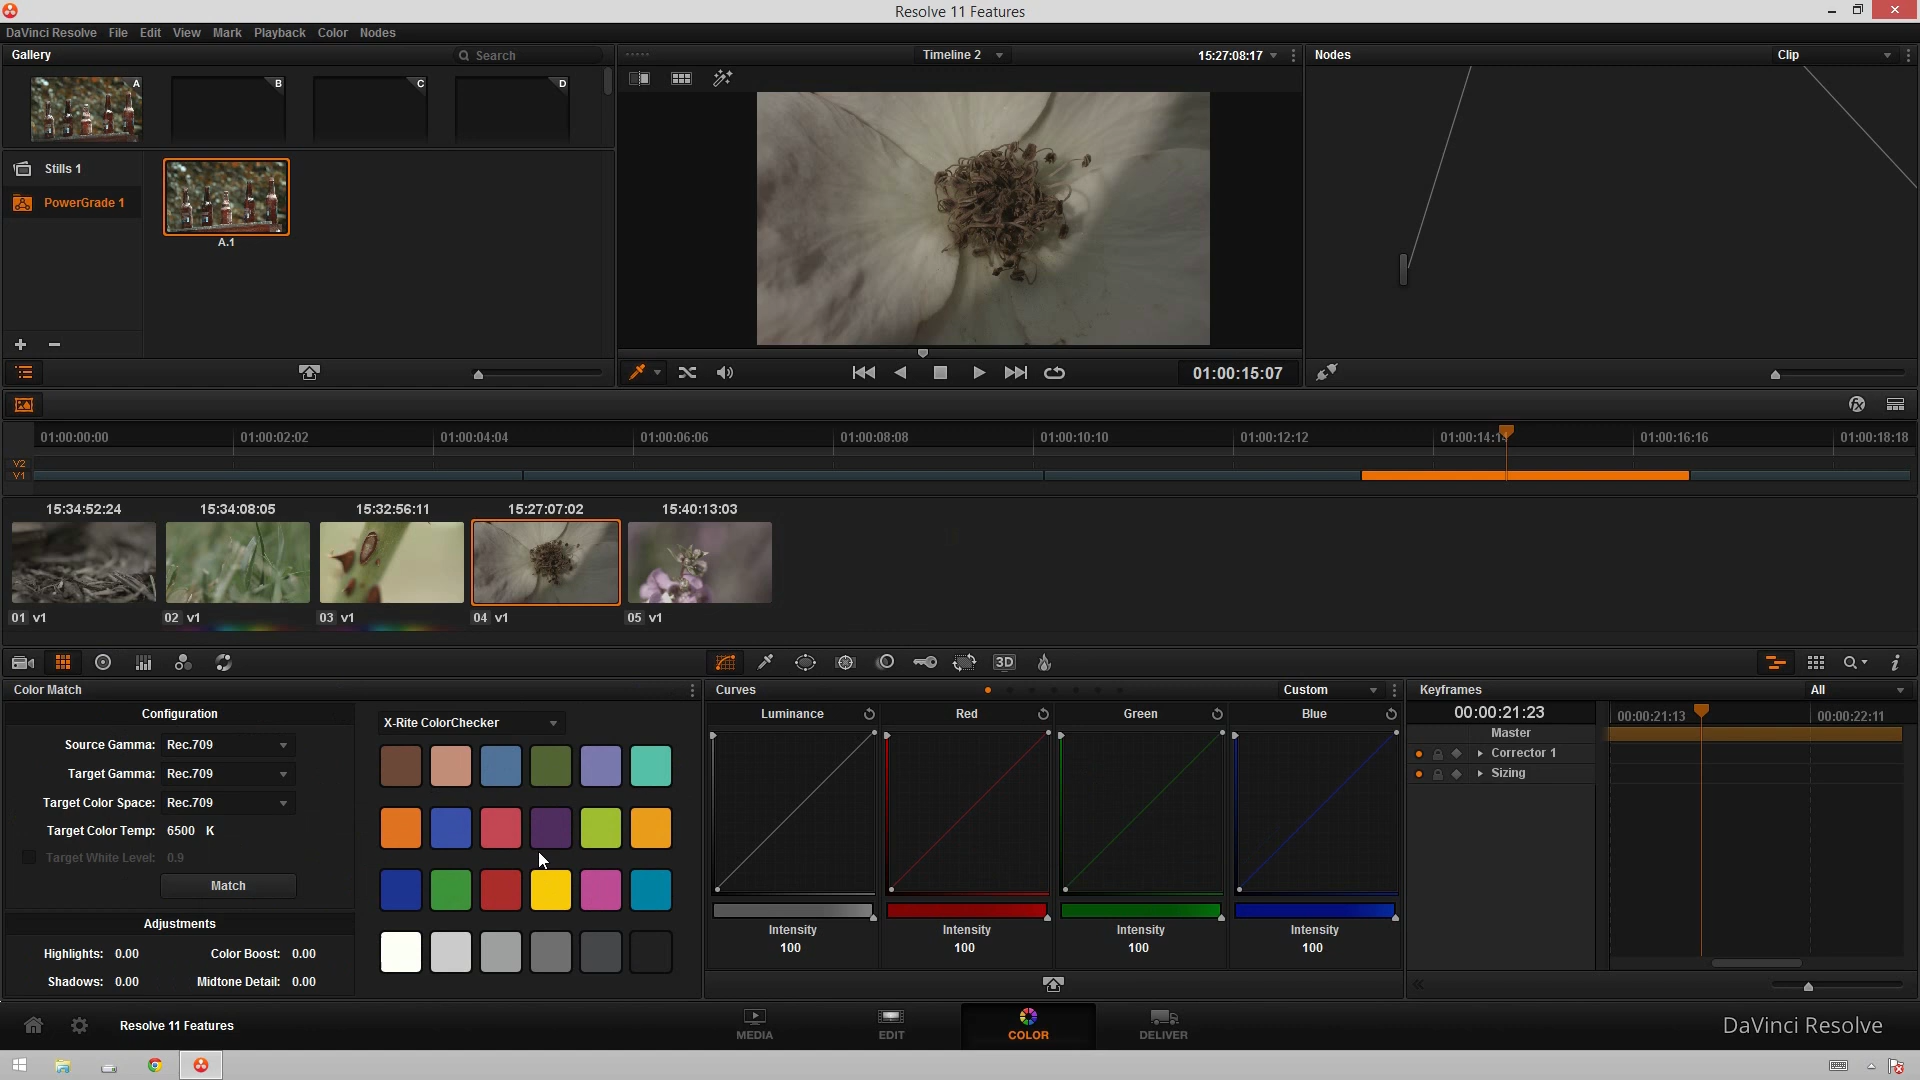 Resolve 11 Features
DaVinci Resolve File Edit View Mark Playback Color Nodes
Gallery
Search
Timeline 2
15:27:08:17
Nodes
Clip
A
B
C
D
Stills 1
PowerGrade 1
A.1
01:00:15:07
01:00:00:00
01:00:02:02
01:00:04:04
01:00:06:06
01:00:08:08
01:00:10:10
01:00:12:12
01:00:14:14
01:00:16:16
01:00:18:18
V2
V1
15:34:52:24
15:34:08:05
15:32:56:11
15:27:07:02
15:40:13:03
01 v1
02 v1
03 v1
04 v1
05 v1
3D
Color Match
Configuration
Source Gamma: Rec.709
Target Gamma: Rec.709
Target Color Space: Rec.709
Target Color Temp: 6500 K
Target White Level: 0.9
Match
Adjustments
Highlights: 0.00
Color Boost: 0.00
Shadows: 0.00
Midtone Detail: 0.00
X-Rite ColorChecker
Curves
Custom
Luminance
Red
Green
Blue
Intensity
100
Intensity
100
Intensity
100
Intensity
100
Keyframes
All
00:00:21:23
00:00:21:13
00:00:22:11
Master
Corrector 1
Sizing
Resolve 11 Features
MEDIA
EDIT
COLOR
DELIVER
DaVinci Resolve